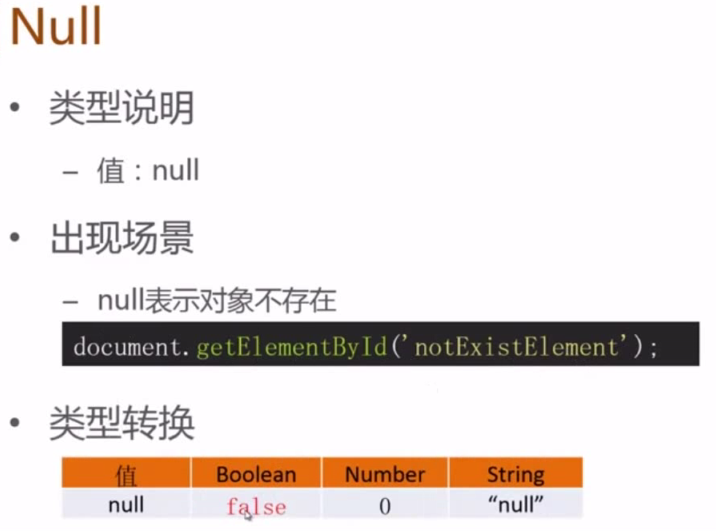 Null
• 类型说明
– 值：null
• 出现场景
– null表示对象不存在
document.getElementById('notExistElement');
• 类型转换
值 Boolean Number String
null false 0 “null”